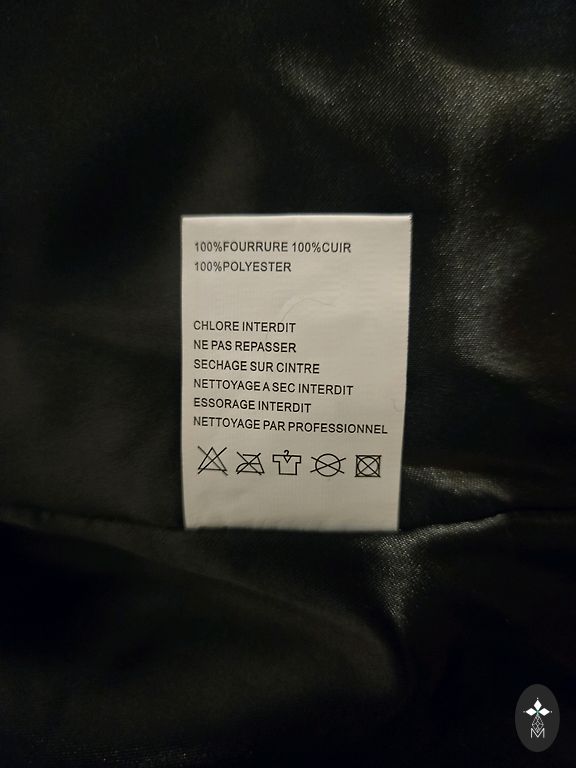 100%FOURRURE 100%CUIR
100%POLYESTER
CHLORE INTERDIT
NE PAS REPASSER
SECHAGE SUR CINTRE
NETTOYAGE A SEC INTERDIT
ESSORAGE INTERDIT
NETTOYAGE PAR PROFESSIONNEL
M